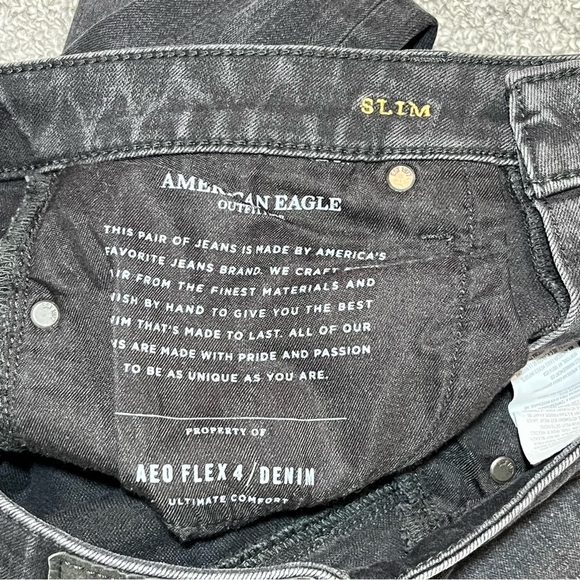 SLIM
AMERICAN EAGLE
OUTFITTERS
THIS PAIR OF JEANS IS MADE BY AMERICA'S
FAVORITE JEANS BRAND. WE CRAFT
FROM THE FINEST MATERIALS AND
BY HAND TO GIVE YOU THE BEST
THAT'S MADE TO LAST. ALL OF OUR
ARE MADE WITH PRIDE AND PASSION
TO BE AS UNIQUE AS YOU ARE.
PROPERTY OF
AEO FLEX 4/DENIM
ULTIMATE COMFORT